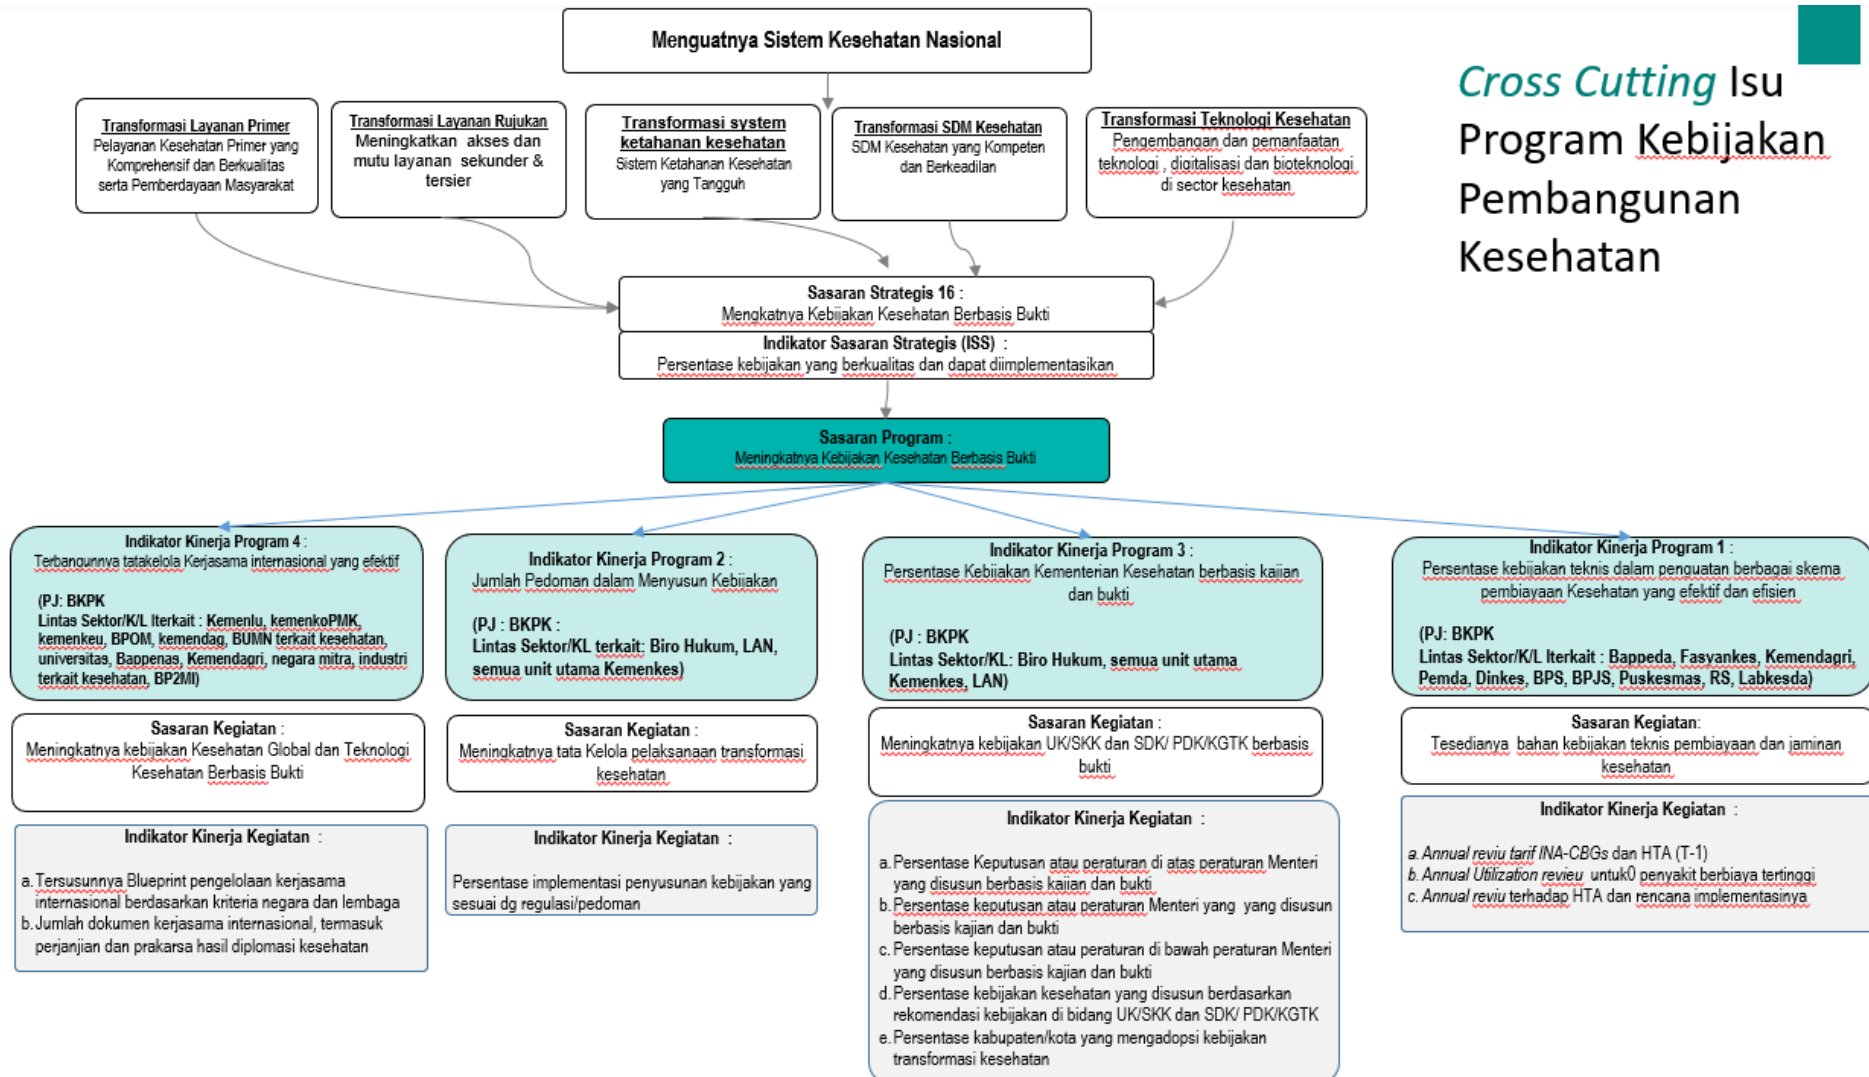 Menguatnya Sistem Kesehatan Nasional
Cross Cutting Isu
Program Kebijakan
Pembangunan
Kesehatan
Transformasi Layanan Primer
Pelayanan Kesehatan Primer yang
Komprehensif dan Berkualitas
serta Pemberdayaan Masyarakat
Transformasi Layanan Rujukan
Meningkatkan akses dan
mutu layanan sekunder &
tersier
Transformasi system
ketahanan kesehatan
Sistem Ketahanan Kesehatan
yang Tangguh
Transformasi SDM Kesehatan
SDM Kesehatan yang Kompeten
dan Berkeadilan
Transformasi Teknologi Kesehatan
Pengembangan dan pemanfaatan
teknologi , digitalisasi dan bioteknologi
di sector kesehatan
Sasaran Strategis 16 :
Mengkatnya Kebijakan Kesehatan Berbasis Bukti
Indikator Sasaran Strategis (ISS) :
Persentase kebijakan yang berkualitas dan dapat diimplementasikan
Sasaran Program :
Meningkatnya Kebijakan Kesehatan Berbasis Bukti
Indikator Kinerja Program 4 :
Terbangunnya tatakelola Kerjasama internasional yang efektif
(PJ: BKPK
Lintas Sektor/K/L Iterkait : Kemenlu, kemenkoPMK,
kemenkeu, BPOM, kemendag, BUMN terkait kesehatan,
universitas, Bappenas, Kemendagri, negara mitra, industri
terkait kesehatan, BP2MI)
Sasaran Kegiatan :
Meningkatnya kebijakan Kesehatan Global dan Teknologi
Kesehatan Berbasis Bukti
Indikator Kinerja Kegiatan :
a. Tersusunnya Blueprint pengelolaan kerjasama
internasional berdasarkan kriteria negara dan lembaga
b. Jumlah dokumen kerjasama internasional, termasuk
perjanjian dan prakarsa hasil diplomasi kesehatan
Indikator Kinerja Program 2 :
Jumlah Pedoman dalam Menyusun Kebijakan
(PJ : BKPK :
Lintas Sektor/KL terkait: Biro Hukum, LAN,
semua unit utama Kemenkes)
Sasaran Kegiatan :
Meningkatnya tata Kelola pelaksanaan transformasi
kesehatan
Indikator Kinerja Kegiatan :
Persentase implementasi penyusunan kebijakan yang
sesuai dg regulasi/pedoman
Indikator Kinerja Program 3 :
Persentase Kebijakan Kementerian Kesehatan berbasis kajian
dan bukti
(PJ : BKPK
Lintas Sektor/KL: Biro Hukum, semua unit utama
Kemenkes, LAN)
Sasaran Kegiatan :
Meningkatnya kebijakan UK/SKK dan SDK/ PDK/KGTK berbasis
bukti
Indikator Kinerja Kegiatan :
a. Persentase Keputusan atau peraturan di atas peraturan Menteri
yang disusun berbasis kajian dan bukti
b. Persentase keputusan atau peraturan Menteri yang yang disusun
berbasis kajian dan bukti
c. Persentase keputusan atau peraturan di bawah peraturan Menteri
yang disusun berbasis kajian dan bukti
d. Persentase kebijakan kesehatan yang disusun berdasarkan
rekomendasi kebijakan di bidang UK/SKK dan SDK/ PDK/KGTK
e. Persentase kabupaten/kota yang mengadopsi kebijakan
transformasi kesehatan
Indikator Kinerja Program 1 :
Persentase kebijakan teknis dalam penguatan berbagai skema
pembiayaan Kesehatan yang efektif dan efisien
(PJ: BKPK
Lintas Sektor/K/L Iterkait : Bappeda, Fasyankes, Kemendagri,
Pemda, Dinkes, BPS, BPJS, Puskesmas, RS, Labkesda)
Sasaran Kegiatan:
Tesedianya bahan kebijakan teknis pembiayaan dan jaminan
kesehatan
Indikator Kinerja Kegiatan :
a. Annual reviu tarif INA-CBGs dan HTA (T-1)
b. Annual Utilization revieu untuk0 penyakit berbiaya tertinggi
c. Annual reviu terhadap HTA dan rencana implementasinya